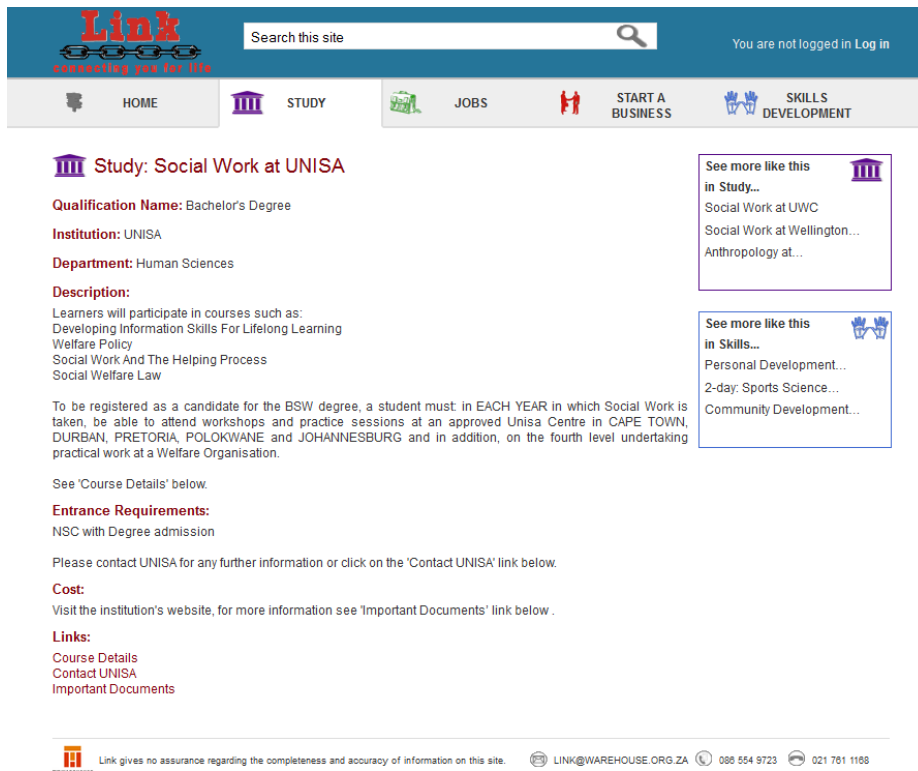 Link
connecting you for life
Search this site
You are not logged in Log in
HOME
STUDY
JOBS
START A
BUSINESS
SKILLS
DEVELOPMENT
Study: Social Work at UNISA
Qualification Name: Bachelor's Degree
Institution: UNISA
Department: Human Sciences
Description:
Learners will participate in courses such as:
Developing Information Skills For Lifelong Learning
Welfare Policy
Social Work And The Helping Process
Social Welfare Law
To be registered as a candidate for the BSW degree, a student must: in EACH YEAR in which Social Work is
taken, be able to attend workshops and practice sessions at an approved Unisa Centre in CAPE TOWN,
DURBAN, PRETORIA, POLOKWANE and JOHANNESBURG and in addition, on the fourth level undertaking
practical work at a Welfare Organisation.
See 'Course Details' below.
Entrance Requirements:
NSC with Degree admission
Please contact UNISA for any further information or click on the 'Contact UNISA' link below.
Cost:
Visit the institution's website, for more information see 'Important Documents' link below .
Links:
Course Details
Contact UNISA
Important Documents
See more like this
in Study...
Social Work at UWC
Social Work at Wellington...
Anthropology at...
See more like this
in Skills...
Personal Development...
2-day: Sports Science...
Community Development...
Link gives no assurance regarding the completeness and accuracy of information on this site.
LINK@WAREHOUSE.ORG.ZA
086 554 9723
021 761 1168